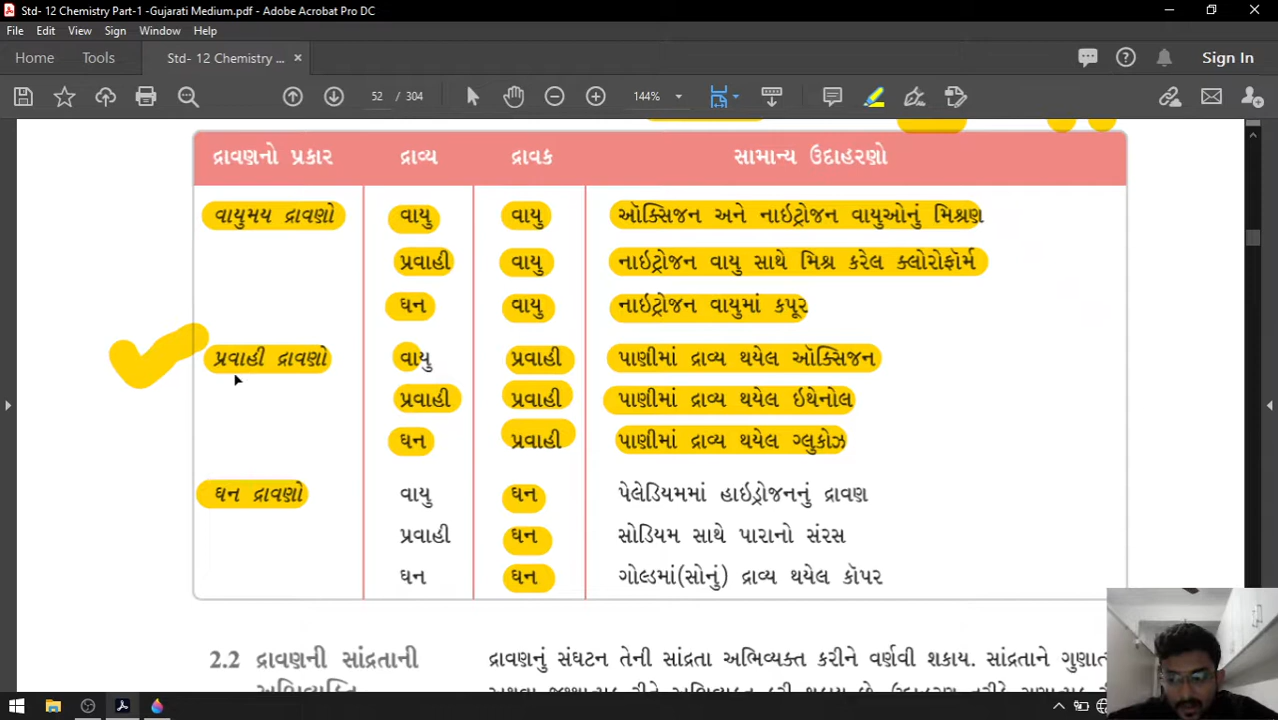 Std- 12 Chemistry Part-1 -Gujarati Medium.pdf - Adobe Acrobat Pro DC
File Edit View Sign Window Help
Home Tools Std- 12 Chemistry ... × Sign In
52 / 304 144%
દ્રાવણનો પ્રકાર દ્રાવ્ય દ્રાવક સામાન્ય ઉદાહરણો
વાયુમય દ્રાવણો વાયુ વાયુ ઑક્સિજન અને નાઇટ્રોજન વાયુઓનું મિશ્રણ
પ્રવાહી વાયુ નાઇટ્રોજન વાયુ સાથે મિશ્ર કરેલ ક્લોરોફૉર્મ
ઘન વાયુ નાઇટ્રોજન વાયુમાં કપૂર
પ્રવાહી દ્રાવણો વાયુ પ્રવાહી પાણીમાં દ્રાવ્ય થયેલ ઑક્સિજન
પ્રવાહી પ્રવાહી પાણીમાં દ્રાવ્ય થયેલ ઇથેનોલ
ઘન પ્રવાહી પાણીમાં દ્રાવ્ય થયેલ ગ્લુકોઝ
ઘન દ્રાવણો વાયુ ઘન પેલેડિયમમાં હાઇડ્રોજનનું દ્રાવણ
પ્રવાહી ઘન સોડિયમ સાથે પારાનો સંરસ
ઘન ઘન ગોલ્ડમાં(સોનું) દ્રાવ્ય થયેલ કૉપર
2.2 દ્રાવણની સાંદ્રતાની દ્રાવણનું સંઘટન તેની સાંદ્રતા અભિવ્યક્ત કરીને વર્ણવી શકાય. સાંદ્રતાને